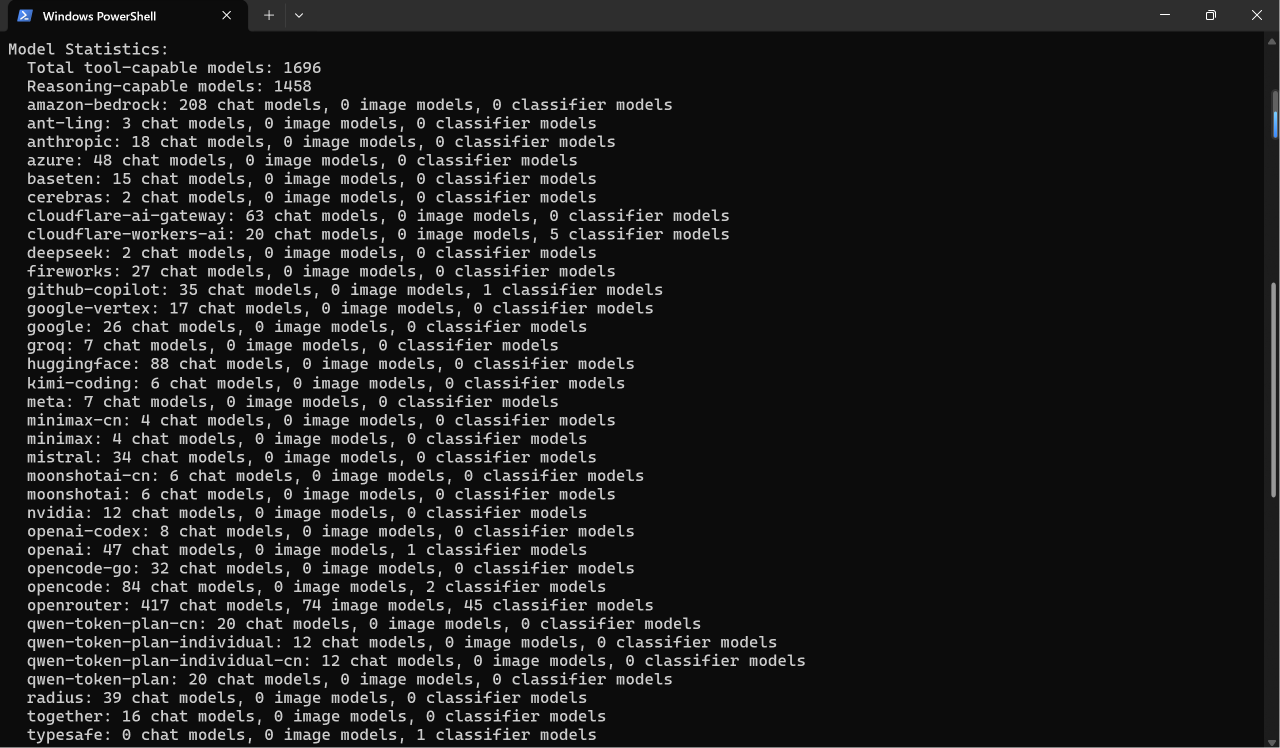 Windows PowerShell
Model Statistics:
Total tool-capable models: 1696
Reasoning-capable models: 1458
amazon-bedrock: 208 chat models, 0 image models, 0 classifier models
ant-ling: 3 chat models, 0 image models, 0 classifier models
anthropic: 18 chat models, 0 image models, 0 classifier models
azure: 48 chat models, 0 image models, 0 classifier models
baseten: 15 chat models, 0 image models, 0 classifier models
cerebras: 2 chat models, 0 image models, 0 classifier models
cloudflare-ai-gateway: 63 chat models, 0 image models, 0 classifier models
cloudflare-workers-ai: 20 chat models, 0 image models, 5 classifier models
deepseek: 2 chat models, 0 image models, 0 classifier models
fireworks: 27 chat models, 0 image models, 0 classifier models
github-copilot: 35 chat models, 0 image models, 1 classifier models
google-vertex: 17 chat models, 0 image models, 0 classifier models
google: 26 chat models, 0 image models, 0 classifier models
groq: 7 chat models, 0 image models, 0 classifier models
huggingface: 88 chat models, 0 image models, 0 classifier models
kimi-coding: 6 chat models, 0 image models, 0 classifier models
meta: 7 chat models, 0 image models, 0 classifier models
minimax-cn: 4 chat models, 0 image models, 0 classifier models
minimax: 4 chat models, 0 image models, 0 classifier models
mistral: 34 chat models, 0 image models, 0 classifier models
moonshotai-cn: 6 chat models, 0 image models, 0 classifier models
moonshotai: 6 chat models, 0 image models, 0 classifier models
nvidia: 12 chat models, 0 image models, 0 classifier models
openai-codex: 8 chat models, 0 image models, 0 classifier models
openai: 47 chat models, 0 image models, 1 classifier models
opencode-go: 32 chat models, 0 image models, 0 classifier models
opencode: 84 chat models, 0 image models, 2 classifier models
openrouter: 417 chat models, 74 image models, 45 classifier models
qwen-token-plan-cn: 20 chat models, 0 image models, 0 classifier models
qwen-token-plan-individual: 12 chat models, 0 image models, 0 classifier models
qwen-token-plan-individual-cn: 12 chat models, 0 image models, 0 classifier models
qwen-token-plan: 20 chat models, 0 image models, 0 classifier models
radius: 39 chat models, 0 image models, 0 classifier models
together: 16 chat models, 0 image models, 0 classifier models
typesafe: 0 chat models, 0 image models, 1 classifier models